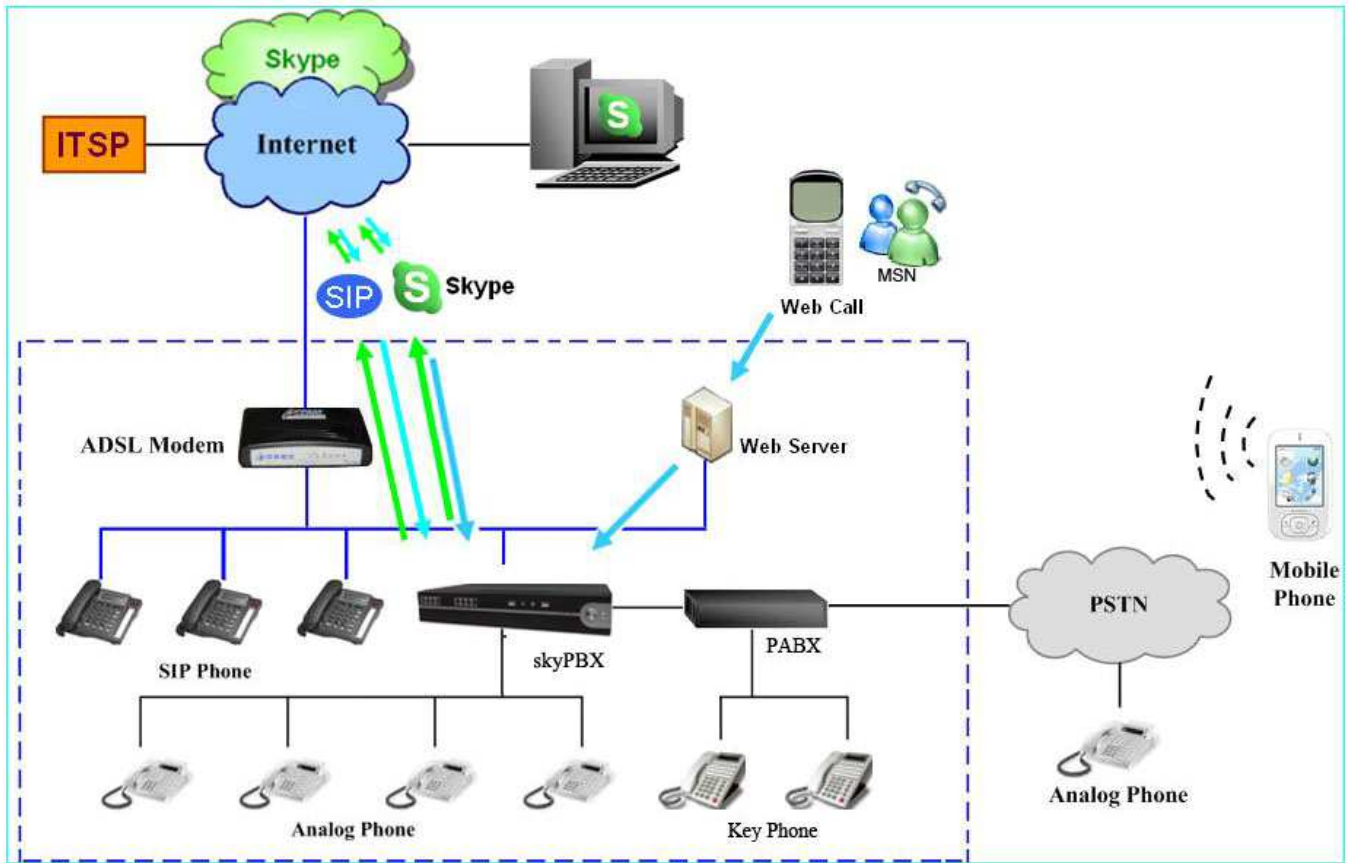 Skype
Internet
ITSP
S
SIP
S
Skype
MSN
Web Call
ADSL Modem
Web Server
Mobile
Phone
PSTN
SIP Phone
skyPBX
PABX
Analog Phone
Key Phone
Analog Phone